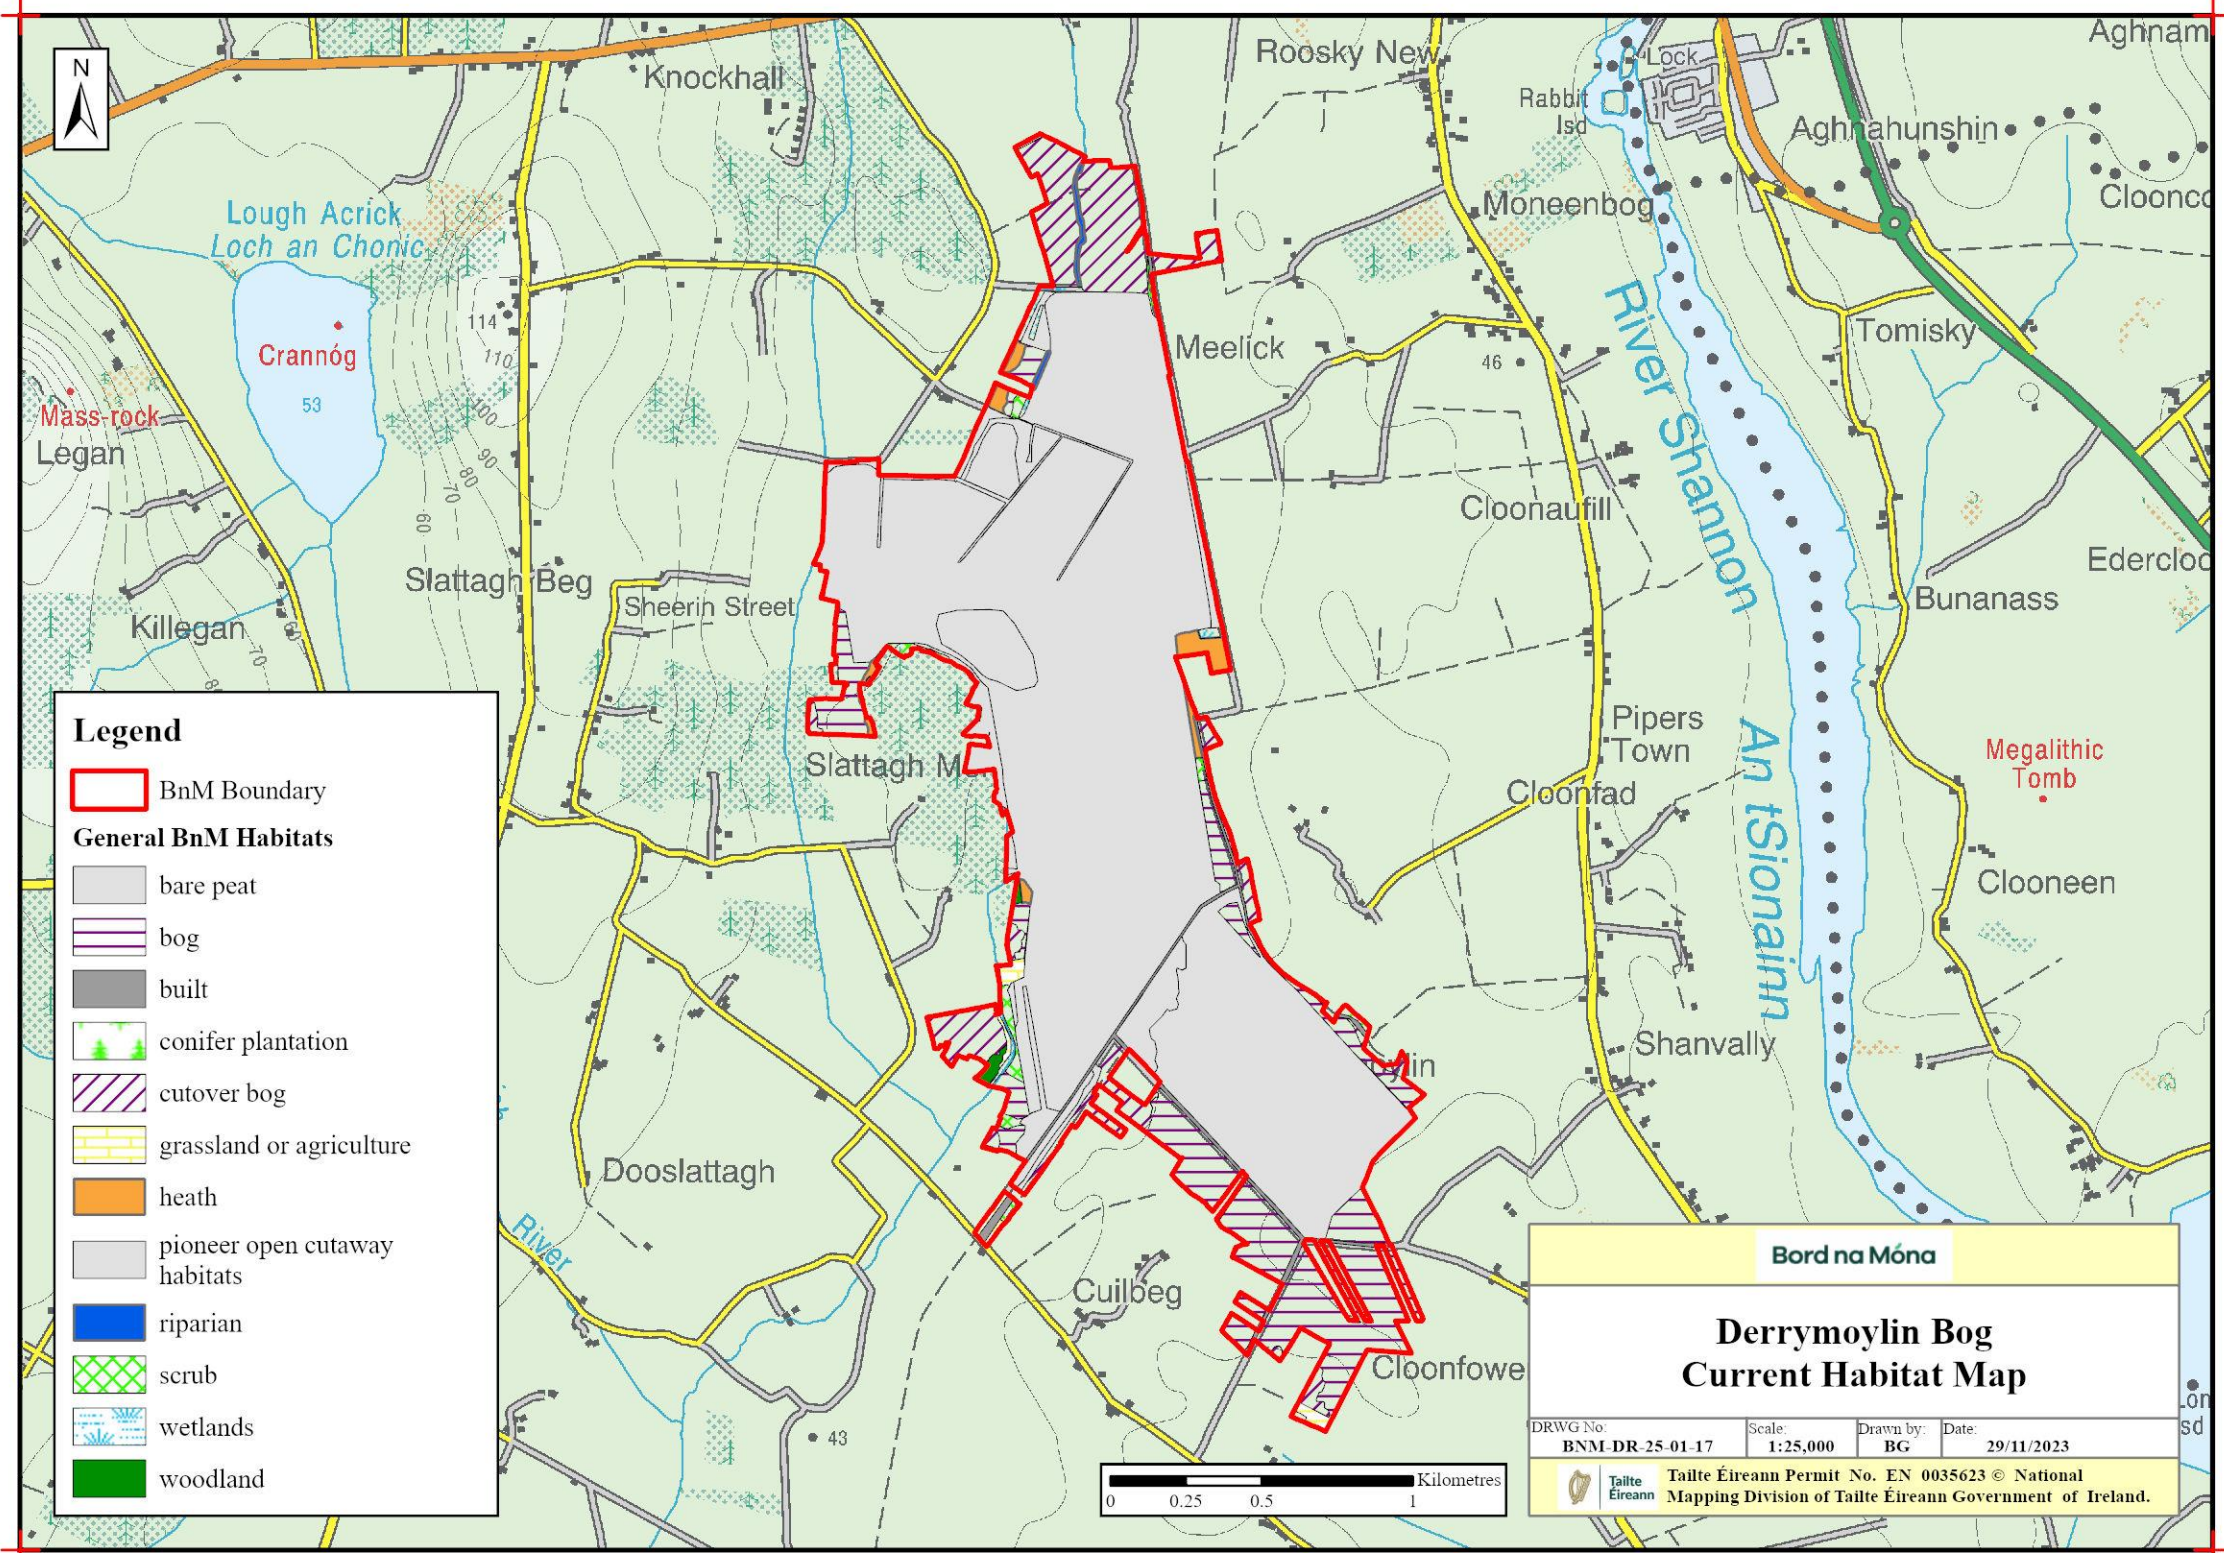 Aghnam
Roosky New
Lock
Knockhall
Rabbit
Isd
Aghnahunshin
N
Moneenbog
Lough Acrick
Loch an Chonic
114
110
Crannóg
53
Meelick
46
Tomisky
River Shannon
Mass-rock
Legan
100
90
80
70
60
Cloonaufill
Slattagh Beg
Sheerin Street
Bunanass
Killegan
60
70
Pipers
Town
An tSionainn
Megalithic
Tomb
Slattagh
Cloonfad
Clooneen
Shanvally
Dooslattagh
River
Cuilbeg
43
Legend
BnM Boundary
General BnM Habitats
bare peat
bog
built
conifer plantation
cutover bog
grassland or agriculture
heath
pioneer open cutaway
habitats
riparian
scrub
wetlands
woodland
Kilometres
0 0.25 0.5 1
Bord na Móna
Derrymoylin Bog
Current Habitat Map
DRWG No:
BNM-DR-25-01-17
Scale:
1:25,000
Drawn by:
BG
Date:
29/11/2023
Tailte
Éireann
Tailte Éireann Permit No. EN 0035623 © National
Mapping Division of Tailte Éireann Government of Ireland.